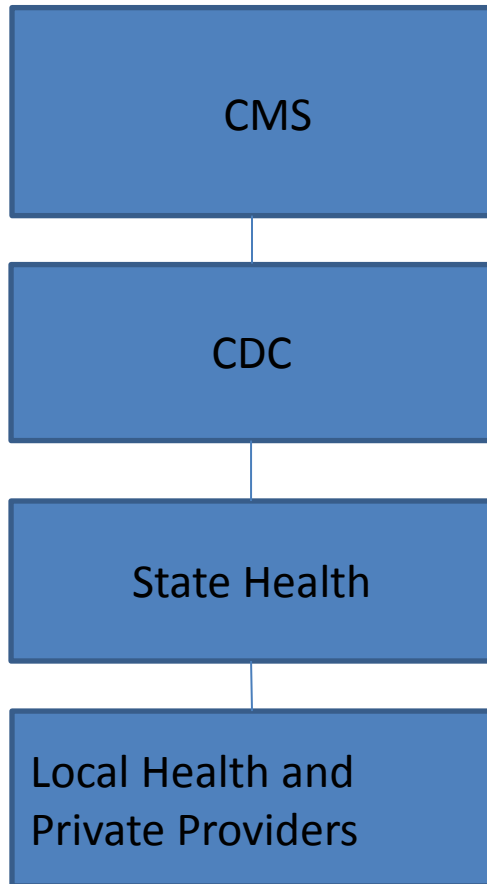 CMS
CDC
State Health
Local Health and
Private Providers